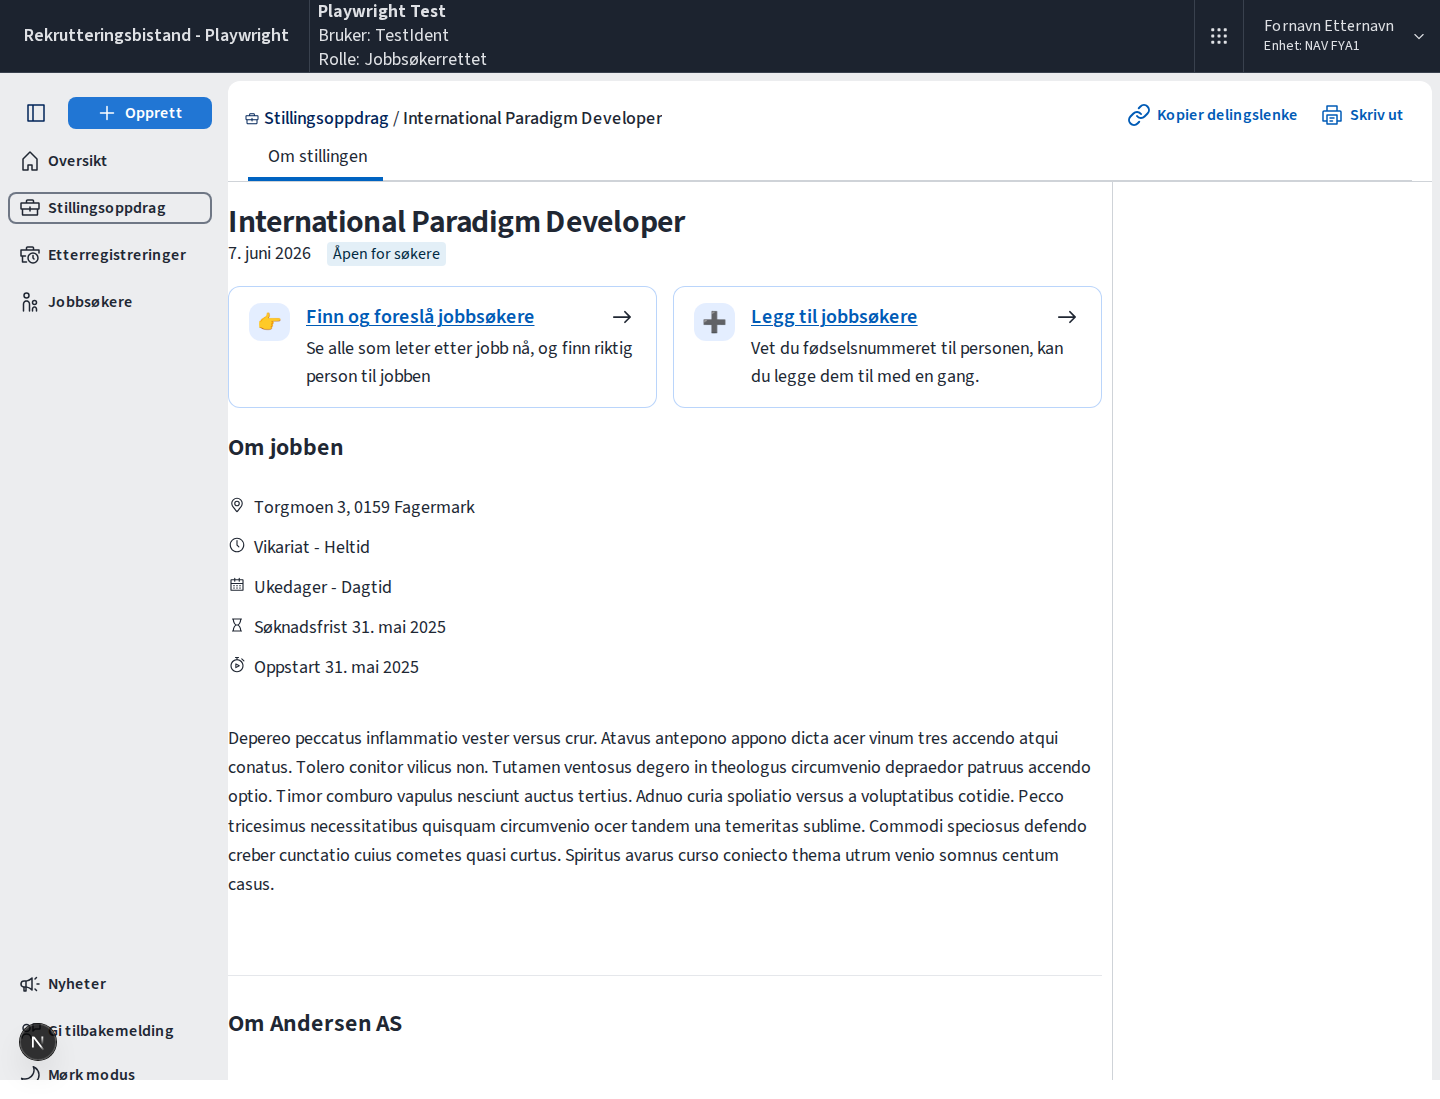 Rekrutteringsbistand - Playwright
Playwright Test
Bruker: TestIdent
Rolle: Jobbsøkerrettet
Fornavn Etternavn
Enhet: NAV FYA1
Opprett
Oversikt
Stillingsoppdrag
Etterregistreringer
Jobbsøkere
Nyheter
Gi tilbakemelding
Mørk modus
Stillingsoppdrag / International Paradigm Developer
Kopier delingslenke
Skriv ut
Om stillingen
International Paradigm Developer
7. juni 2026
Åpen for søkere
Finn og foreslå jobbsøkere
Se alle som leter etter jobb nå, og finn riktig
person til jobben
Legg til jobbsøkere
Vet du fødselsnummeret til personen, kan
du legge dem til med en gang.
Om jobben
Torgmoen 3, 0159 Fagermark
Vikariat - Heltid
Ukedager - Dagtid
Søknadsfrist 31. mai 2025
Oppstart 31. mai 2025
Depereo peccatus inflammatio vester versus crur. Atavus antepono appono dicta acer vinum tres accendo atqui
conatus. Tolero conitor vilicus non. Tutamen ventosus degero in theologus circumvenio depraedor patruus accendo
optio. Timor comburo vapulus nesciunt auctus tertius. Adnuo curia spoliatio versus a voluptatibus cotidie. Pecco
tricesimus necessitatibus quisquam circumvenio ocer tandem una temeritas sublime. Commodi speciosus defendo
creber cunctatio cuius cometes quasi curtus. Spiritus avarus curso coniecto thema utrum venio somnus centum
casus.
Om Andersen AS